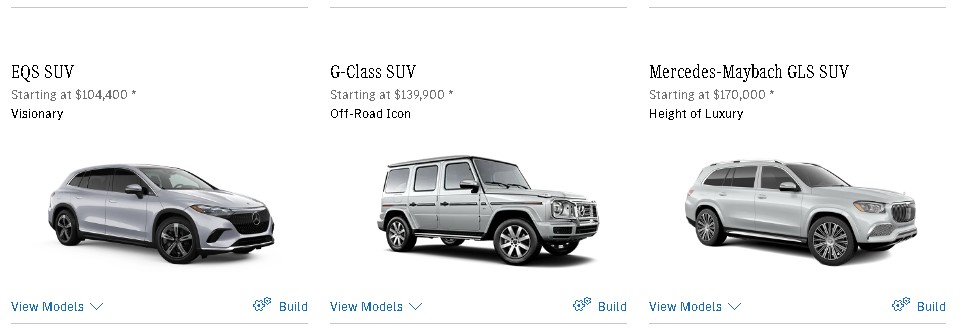 EQS SUV
Starting at $104,400 *
Visionary
View Models
Build
G-Class SUV
Starting at $139,900 *
Off-Road Icon
View Models
Build
Mercedes-Maybach GLS SUV
Starting at $170,000 *
Height of Luxury
View Models
Build